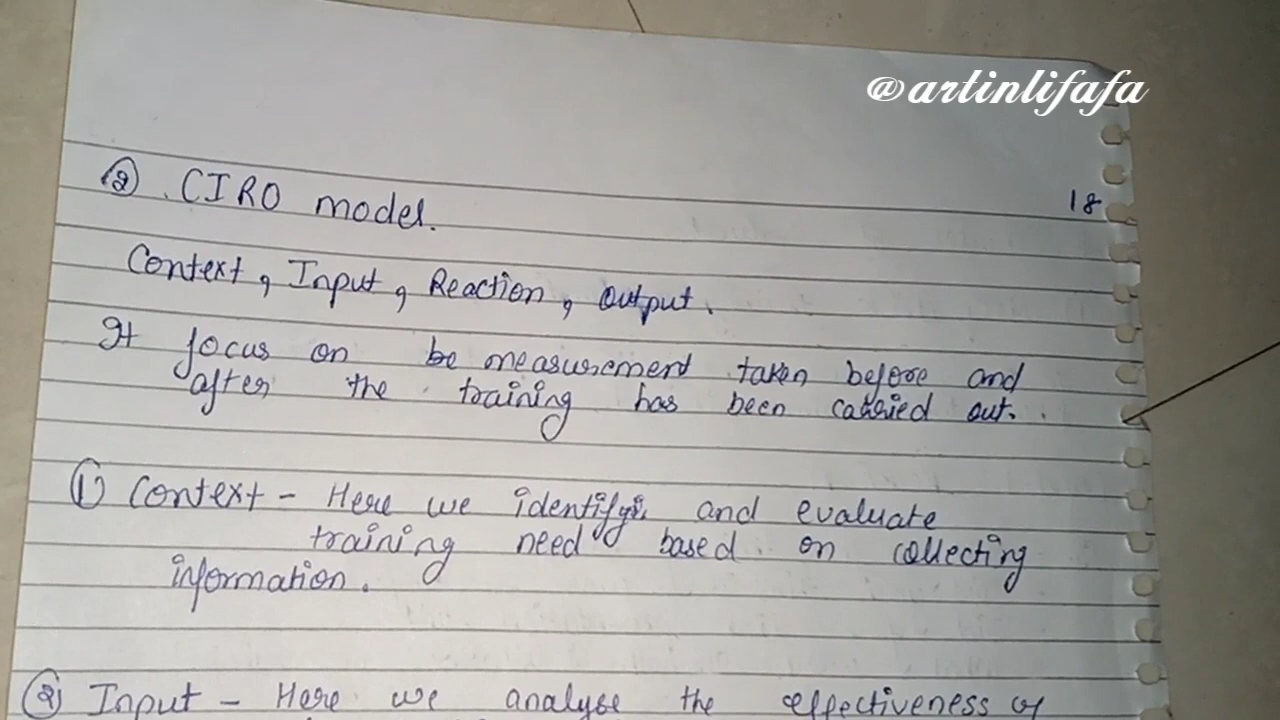 @artinlifafa
② CIRO model.
18
Context, Input, Reaction, output.
It focus on be measurement taken before and
after the training has been carried out.
① Context - Here we identify and evaluate
training need based on collecting
information.
② Input - Here we analyse the effectiveness of